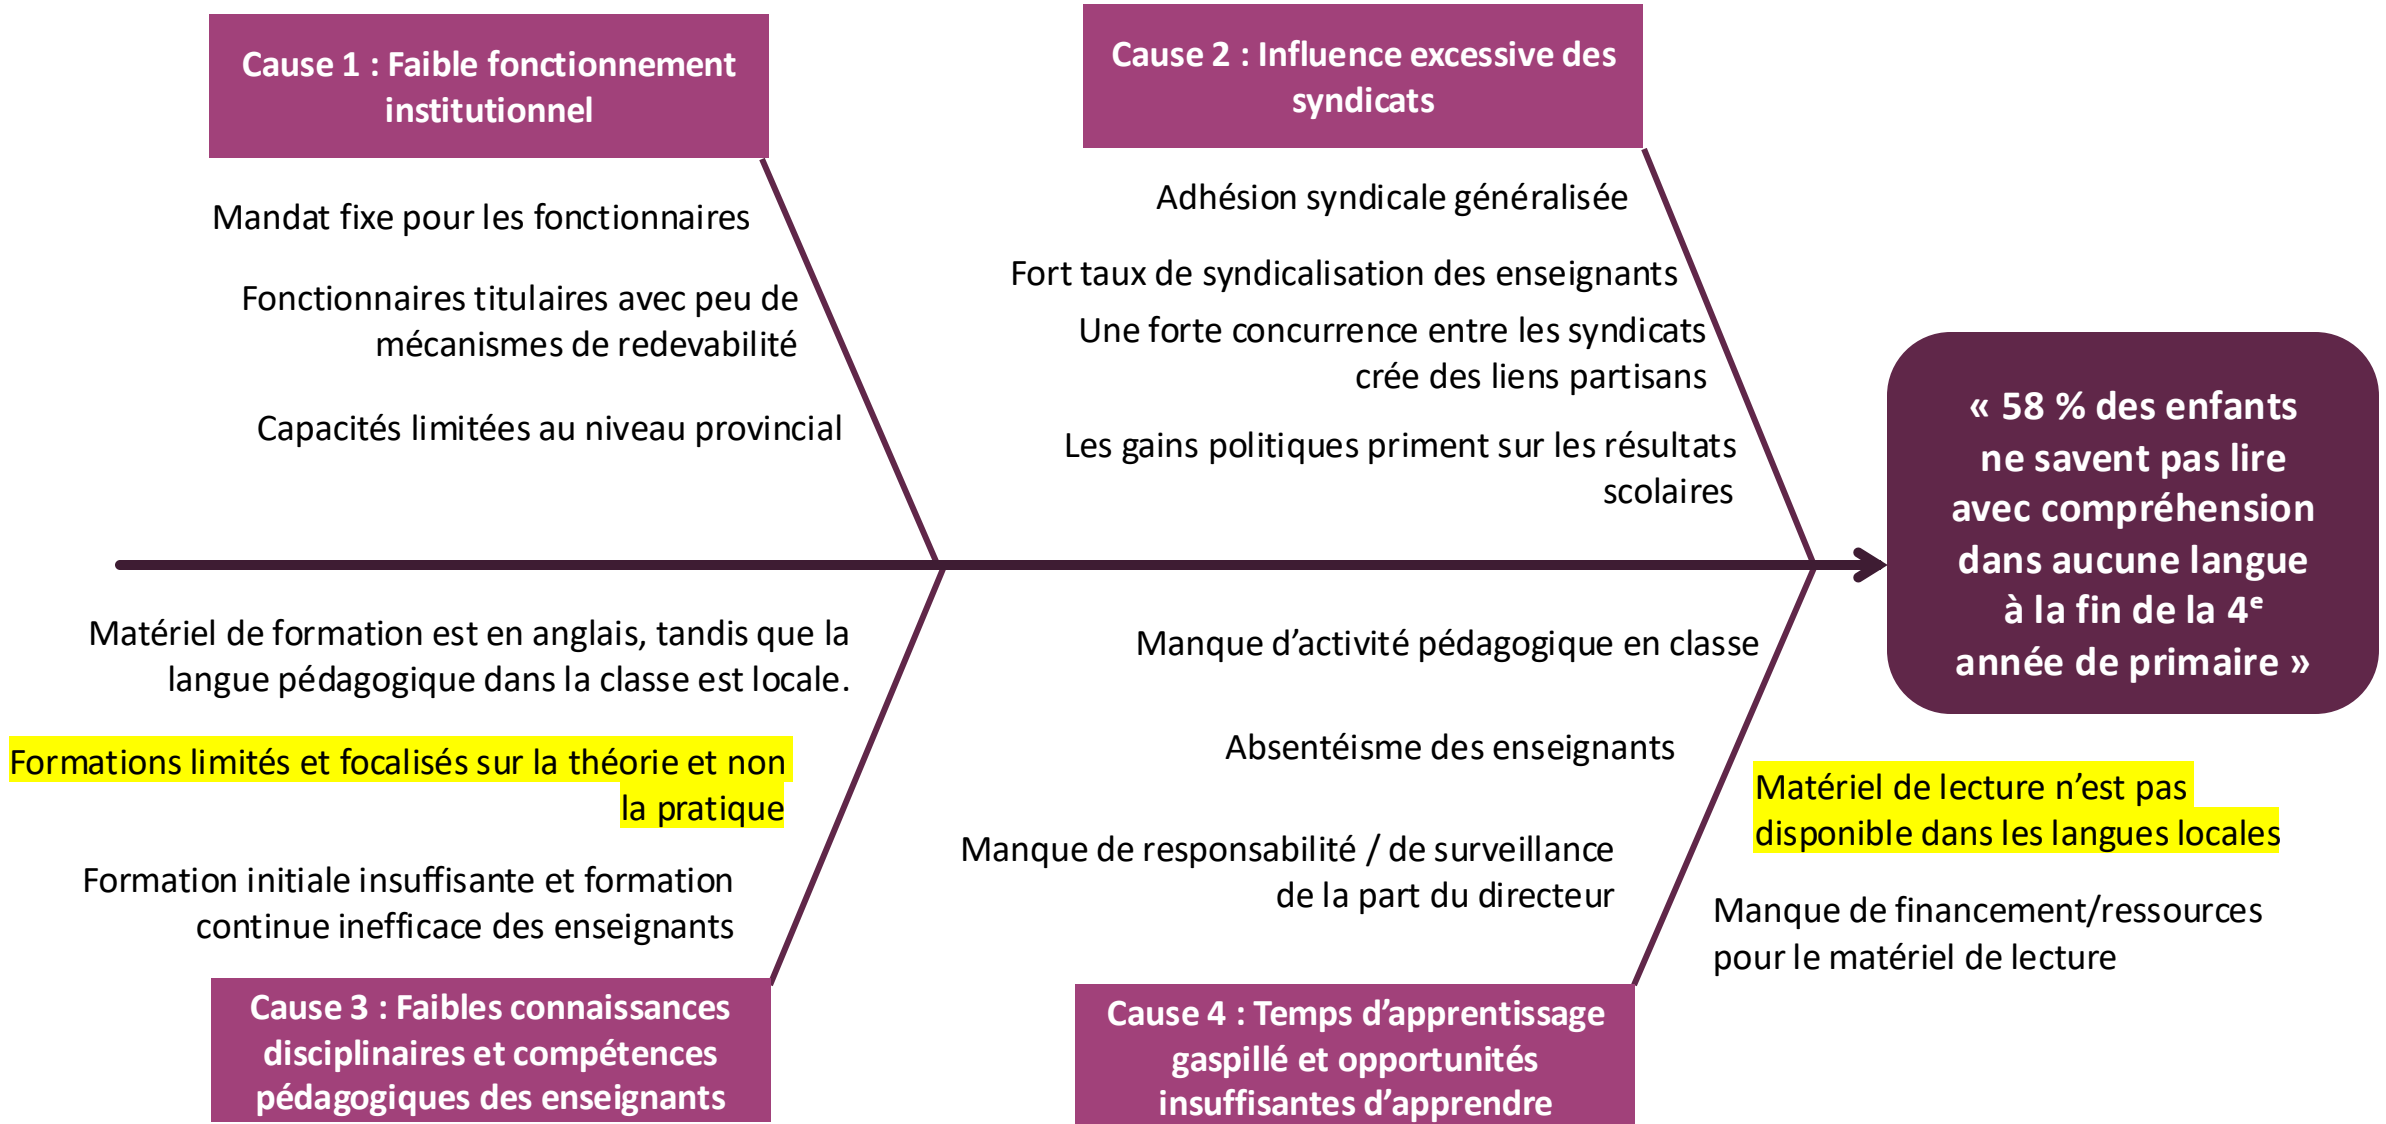 Cause 1 : Faible fonctionnement
institutionnel
Mandat fixe pour les fonctionnaires
Fonctionnaires titulaires avec peu de
mécanismes de redevabilité
Capacités limitées au niveau provincial
Cause 2 : Influence excessive des
syndicats
Adhésion syndicale généralisée
Fort taux de syndicalisation des enseignants
Une forte concurrence entre les syndicats
crée des liens partisans
Les gains politiques priment sur les résultats
scolaires
« 58 % des enfants
ne savent pas lire
avec compréhension
dans aucune langue
à la fin de la 4ᵉ
année de primaire »
Matériel de formation est en anglais, tandis que la
langue pédagogique dans la classe est locale.
Formations limités et focalisés sur la théorie et non
la pratique
Formation initiale insuffisante et formation
continue inefficace des enseignants
Cause 3 : Faibles connaissances
disciplinaires et compétences
pédagogiques des enseignants
Manque d’activité pédagogique en classe
Absentéisme des enseignants
Manque de responsabilité / de surveillance
de la part du directeur
Matériel de lecture n’est pas
disponible dans les langues locales
Manque de financement/ressources
pour le matériel de lecture
Cause 4 : Temps d’apprentissage
gaspillé et opportunités
insuffisantes d’apprendre